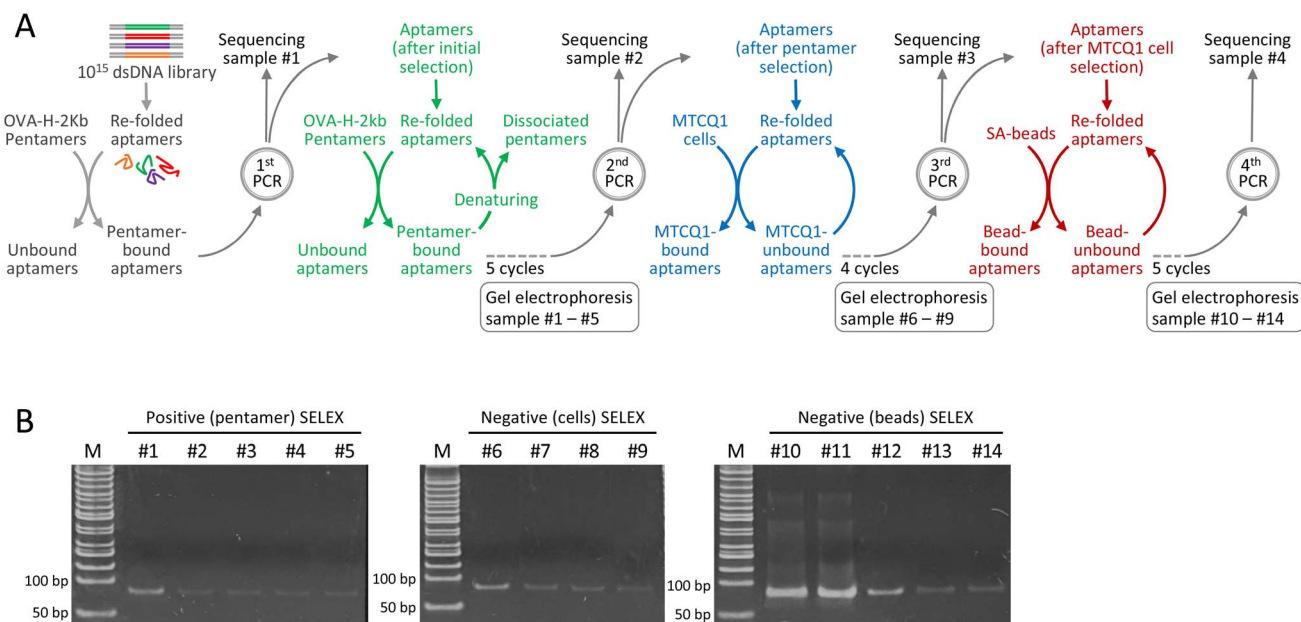 A
10¹⁵ dsDNA library
OVA-H-2Kb
Pentamers
Re-folded
aptamers
Unbound
aptamers
Pentamer-
bound
aptamers
Sequencing
sample #1
1st
PCR
Aptamers
(after initial
selection)
OVA-H-2kb
Pentamers
Re-folded
aptamers
Dissociated
pentamers
Denaturing
Unbound
aptamers
Pentamer-
bound
aptamers
5 cycles
Gel electrophoresis
sample #1 – #5
Sequencing
sample #2
2nd
PCR
Aptamers
(after pentamer
selection)
MTCQ1
cells
Re-folded
aptamers
MTCQ1-
bound
aptamers
MTCQ1-
unbound
aptamers
4 cycles
Gel electrophoresis
sample #6 – #9
Sequencing
sample #3
3rd
PCR
Aptamers
(after MTCQ1 cell
selection)
SA-beads
Re-folded
aptamers
Bead-
bound
aptamers
Bead-
unbound
aptamers
5 cycles
Gel electrophoresis
sample #10 – #14
Sequencing
sample #4
4th
PCR
B
Positive (pentamer) SELEX
M #1 #2 #3 #4 #5
100 bp
50 bp
Negative (cells) SELEX
M #6 #7 #8 #9
100 bp
50 bp
Negative (beads) SELEX
M #10 #11 #12 #13 #14
100 bp
50 bp